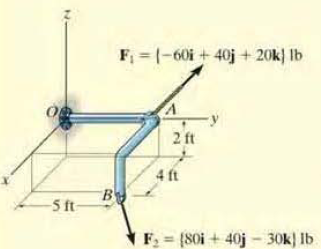 z
F₁ = {−60i + 40j + 20k} lb
O
A
y
2 ft
x
4 ft
5 ft
B
F₂ = {80i + 40j − 30k} lb